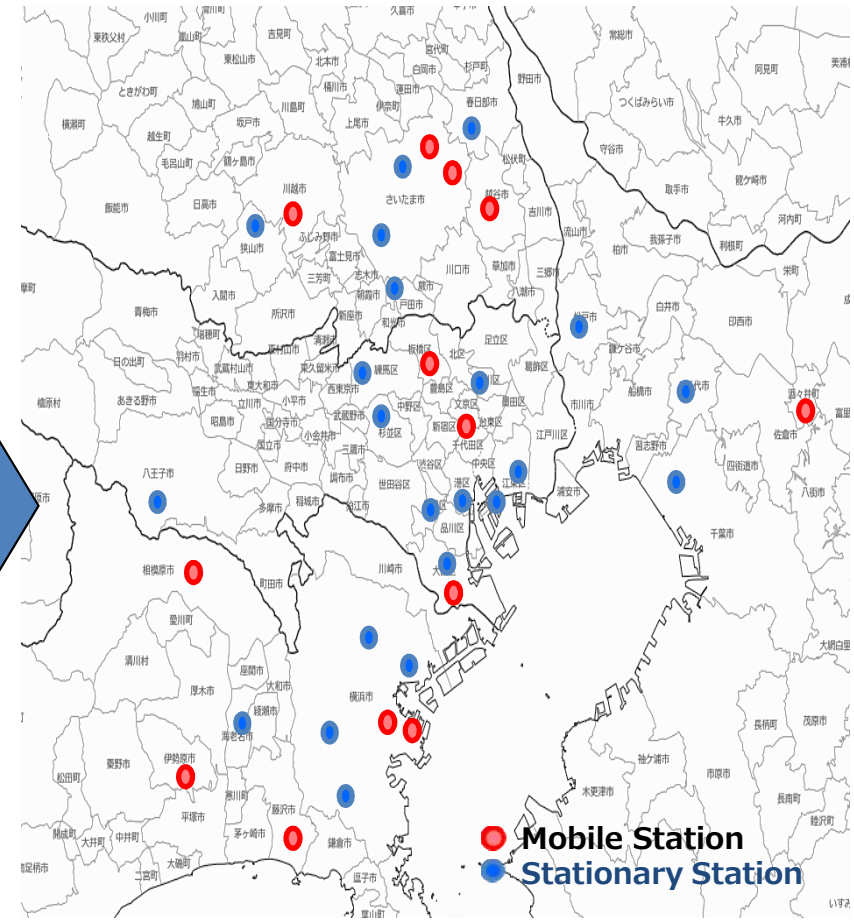 小川町
嵐山町
吉見町
久喜市
常総市
東秩父村
東松山市
北本市
宮代町
白岡市
杉戸町
阿見町
野田市
ときがわ町
桶川市
蓮田市
伊奈町
春日部市
つくばみらい市
鳩山町
川島町
横瀬町
坂戸市
上尾市
牛久市
越生町
守谷市
毛呂山町
鶴ヶ島市
松伏町
龍ケ崎市
川越市
取手市
飯能市
日高市
さいたま市
越谷市
吉川市
河内町
流山市
ふじみ野市
我孫子市
利根町
狭山市
柏市
富士見市
川口市
草加市
三郷市
栄町
入間市
三芳町
志木市
蕨市
朝霞市
戸田市
八潮市
青梅市
所沢市
新座市
和光市
白井市
印西市
瑞穂町
清瀬市
足立区
日の出町
羽村市
東村山市
板橋区
北区
鎌ケ谷市
武蔵村山市
東久留米市
練馬区
葛飾区
檜原村
あきる野市
福生市
東大和市
西東京市
豊島区
船橋市
酒々井町
立川市
小平市
中野区
文京区
墨田区
市川市
昭島市
国分寺市
武蔵野市
杉並区
新宿区
台東区
江戸川区
佐倉市
国立市
小金井市
三鷹市
千代田区
習志野市
八王子市
日野市
府中市
渋谷区
中央区
四街道市
調布市
世田谷区
港区
江東区
浦安市
八街市
多摩市
稲城市
狛江市
品川区
千葉市
相模原市
町田市
川崎市
愛川町
清川村
座間市
大和市
厚木市
横浜市
綾瀬市
長柄町
茂原市
海老名市
伊勢原市
秦野市
袖ケ浦市
市原市
松田町
木更津市
寒川町
藤沢市
長南町
平塚市
睦沢町
開成町
大井町
中井町
茅ヶ崎市
鎌倉市
Mobile Station
大磯町
二宮町
逗子市
Stationary Station
葉山町